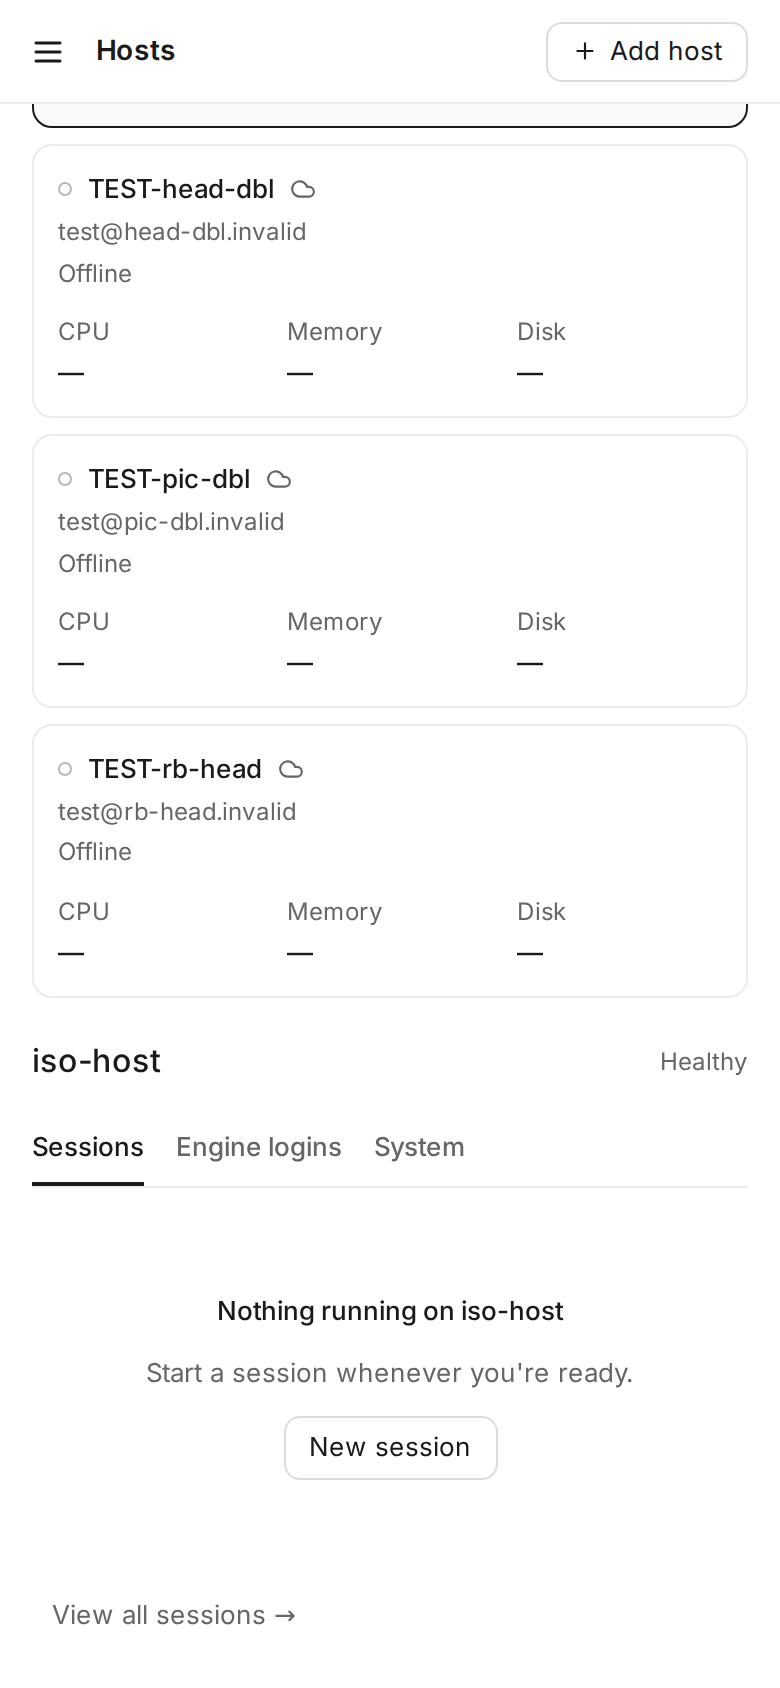 Hosts
+ Add host
TEST-head-dbl
test@head-dbl.invalid
Offline
CPU Memory Disk
— — —
TEST-pic-dbl
test@pic-dbl.invalid
Offline
CPU Memory Disk
— — —
TEST-rb-head
test@rb-head.invalid
Offline
CPU Memory Disk
— — —
iso-host Healthy
Sessions Engine logins System
Nothing running on iso-host
Start a session whenever you're ready.
New session
View all sessions →